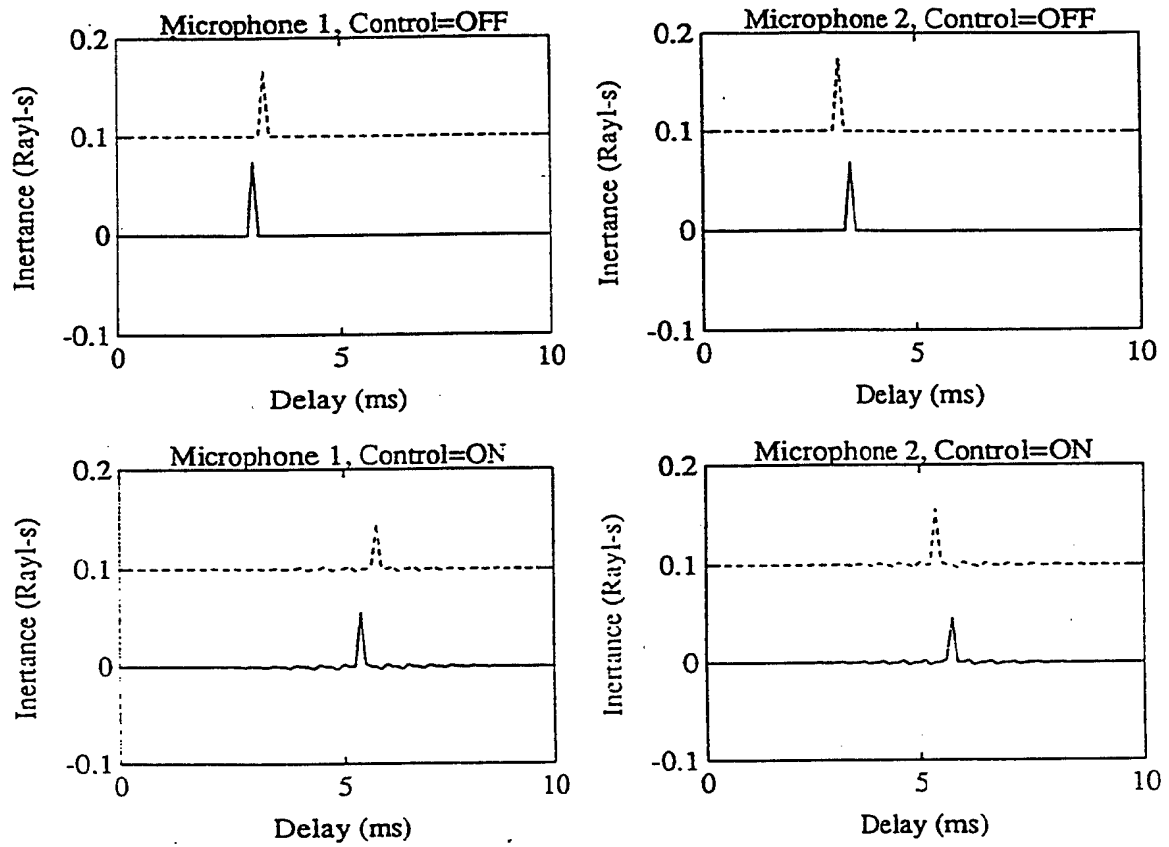 Microphone 1, Control=OFF
0.2
0.1
0
-0.1
Inertance (Rayl-s)
0
5
10
Delay (ms)
Microphone 2, Control=OFF
0.2
0.1
0
-0.1
Inertance (Rayl-s)
0
5
10
Delay (ms)
Microphone 1, Control=ON
0.2
0.1
0
-0.1
Inertance (Rayl-s)
0
5
10
Delay (ms)
Microphone 2, Control=ON
0.2
0.1
0
-0.1
Inertance (Rayl-s)
0
5
10
Delay (ms)